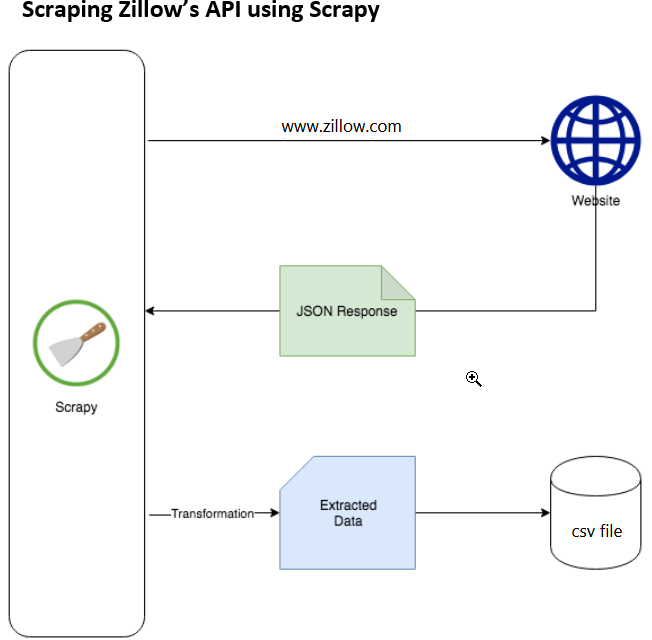 Scraping Zillow’s API using Scrapy
www.zillow.com
Website
JSON Response
Scrapy
Transformation
Extracted
Data
csv file